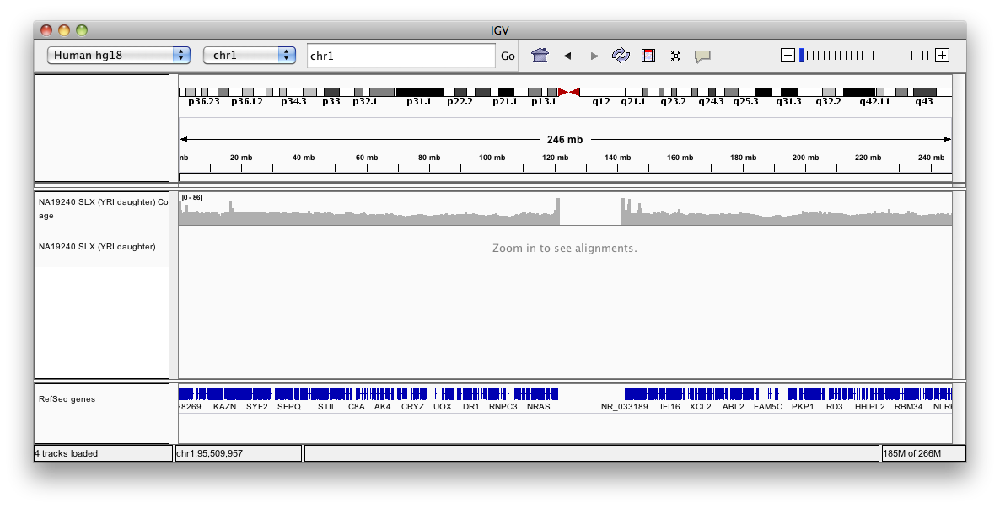 IGV
Human hg18 chr1 chr1 Go
p36.23 p36.12 p34.3 p33 p32.1 p31.1 p22.2 p21.1 p13.1 q12 q21.1 q23.2 q24.3 q25.3 q31.3 q32.2 q42.11 q43
246 mb
mb 20 mb 40 mb 60 mb 80 mb 100 mb 120 mb 140 mb 160 mb 180 mb 200 mb 220 mb 240 mb
NA19240 SLX (YRI daughter) Co [0 - 86]
age
NA19240 SLX (YRI daughter) Zoom in to see alignments.
RefSeq genes
28269 KAZN SYF2 SFPQ STIL C8A AK4 CRYZ UOX DR1 RNPC3 NRAS NR_033189 IFI16 XCL2 ABL2 FAM5C PKP1 RD3 HHIPL2 RBM34 NLR
4 tracks loaded chr1:95,509,957 185M of 266M